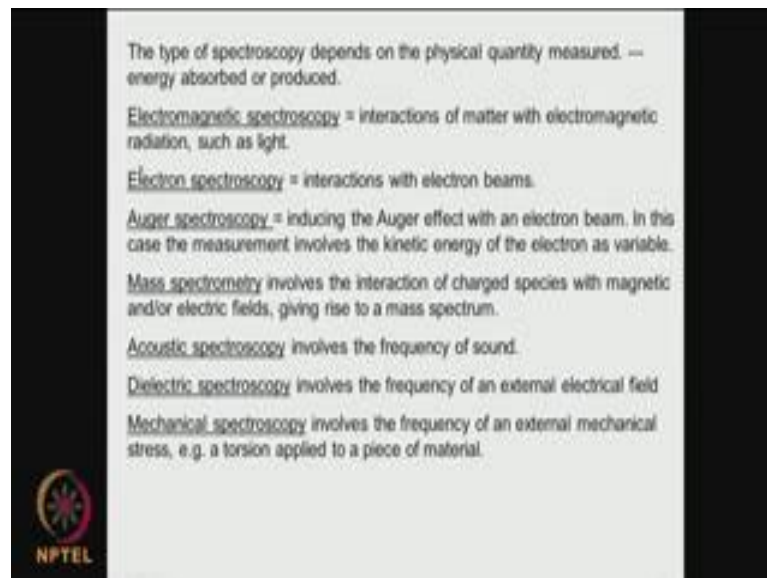 The type of spectroscopy depends on the physical quantity measured. —
energy absorbed or produced.
Electromagnetic spectroscopy = interactions of matter with electromagnetic
radiation, such as light.
Electron spectroscopy = interactions with electron beams.
Auger spectroscopy = inducing the Auger effect with an electron beam. In this
case the measurement involves the kinetic energy of the electron as variable.
Mass spectrometry involves the interaction of charged species with magnetic
and/or electric fields, giving rise to a mass spectrum.
Acoustic spectroscopy involves the frequency of sound.
Dielectric spectroscopy involves the frequency of an external electrical field
Mechanical spectroscopy involves the frequency of an external mechanical
stress, e.g. a torsion applied to a piece of material.
NPTEL